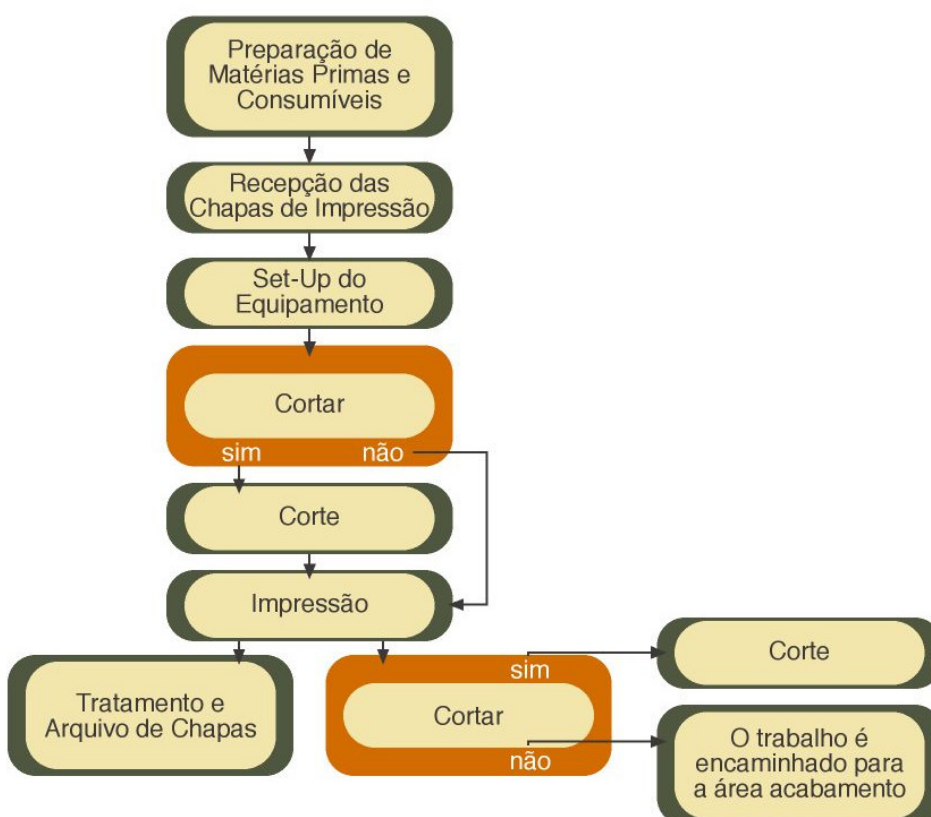 Preparação de
Matérias Primas e
Consumíveis
Recepção das
Chapas de Impressão
Set-Up do
Equipamento
Cortar
sim
não
Corte
Impressão
Tratamento e
Arquivo de Chapas
sim
Cortar
não
Corte
O trabalho é
encaminhado para
a área acabamento